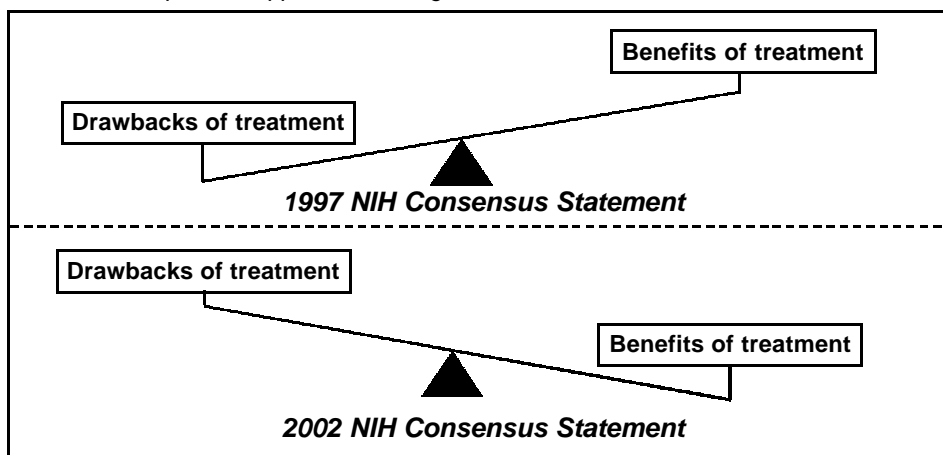 Benefits of treatment
Drawbacks of treatment
1997 NIH Consensus Statement
Drawbacks of treatment
Benefits of treatment
2002 NIH Consensus Statement